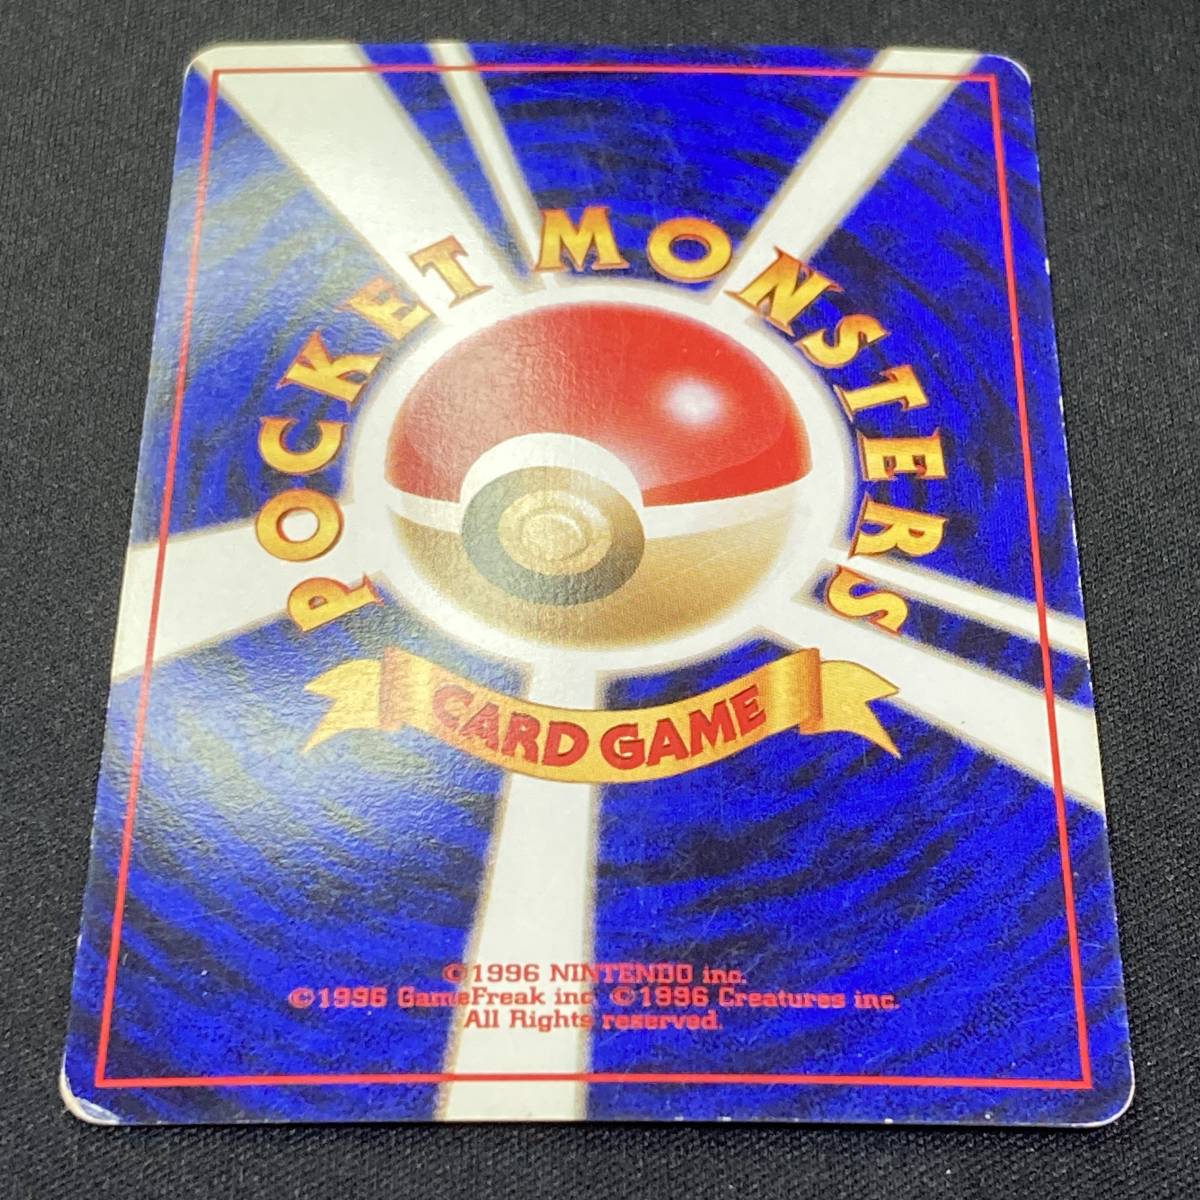 POCKET MONSTERS
CARD GAME
©1996 NINTENDO inc.
©1996 GameFreak inc. ©1996 Creatures inc.
All Rights reserved.